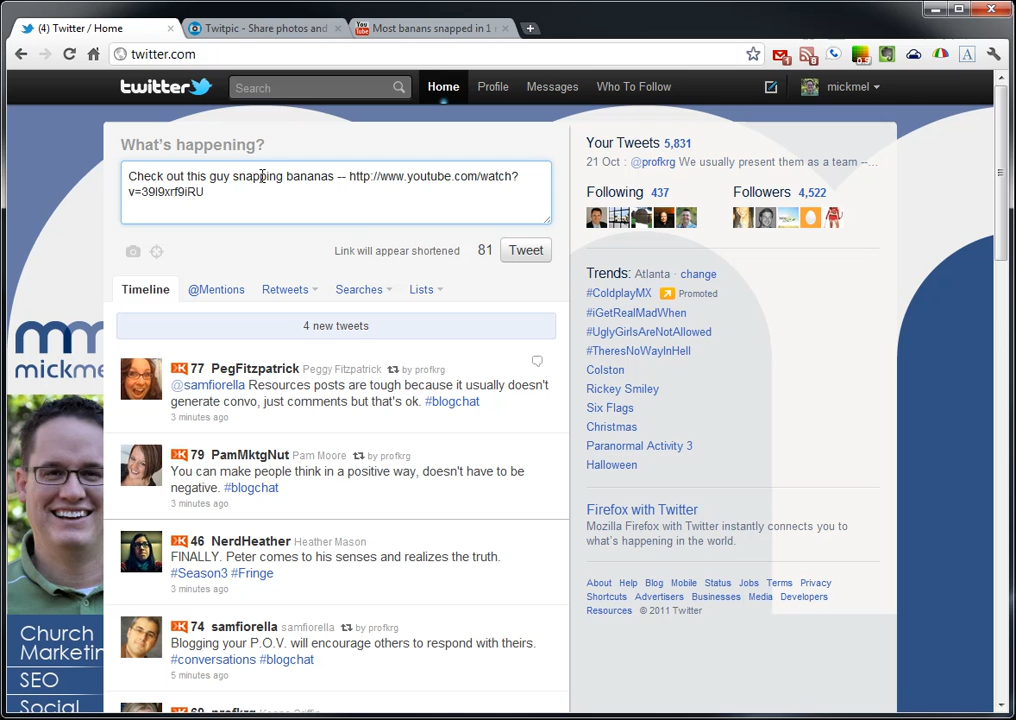 (4) Twitter / Home
Twitpic - Share photos and
Most banans snapped in 1
twitter.com
twitter
Search
Home
Profile
Messages
Who To Follow
mickmel
What's happening?
Check out this guy snapping bananas -- http://www.youtube.com/watch?
v=39l9xrf9iRU
Link will appear shortened
81
Tweet
Timeline
@Mentions
Retweets
Searches
Lists
4 new tweets
77 PegFitzpatrick Peggy Fitzpatrick by profkrg
@samfiorella Resources posts are tough because it usually doesn't
generate convo, just comments but that's ok. #blogchat
3 minutes ago
79 PamMktgNut Pam Moore by profkrg
You can make people think in a positive way, doesn't have to be
negative. #blogchat
3 minutes ago
46 NerdHeather Heather Mason
FINALLY. Peter comes to his senses and realizes the truth.
#Season3 #Fringe
3 minutes ago
74 samfiorella samfiorella by profkrg
Blogging your P.O.V. will encourage others to respond with theirs.
#conversations #blogchat
5 minutes ago
Your Tweets 5,831
21 Oct : @profkrg We usually present them as a team --...
Following 437
Followers 4,522
Trends: Atlanta · change
#ColdplayMX Promoted
#iGetRealMadWhen
#UglyGirlsAreNotAllowed
#TheresNoWayInHell
Colston
Rickey Smiley
Six Flags
Christmas
Paranormal Activity 3
Halloween
Firefox with Twitter
Mozilla Firefox with Twitter instantly connects you to
what's happening in the world.
About Help Blog Mobile Status Jobs Terms Privacy
Shortcuts Advertisers Businesses Media Developers
Resources © 2011 Twitter
mickme
Church
Marketin
SEO
Social